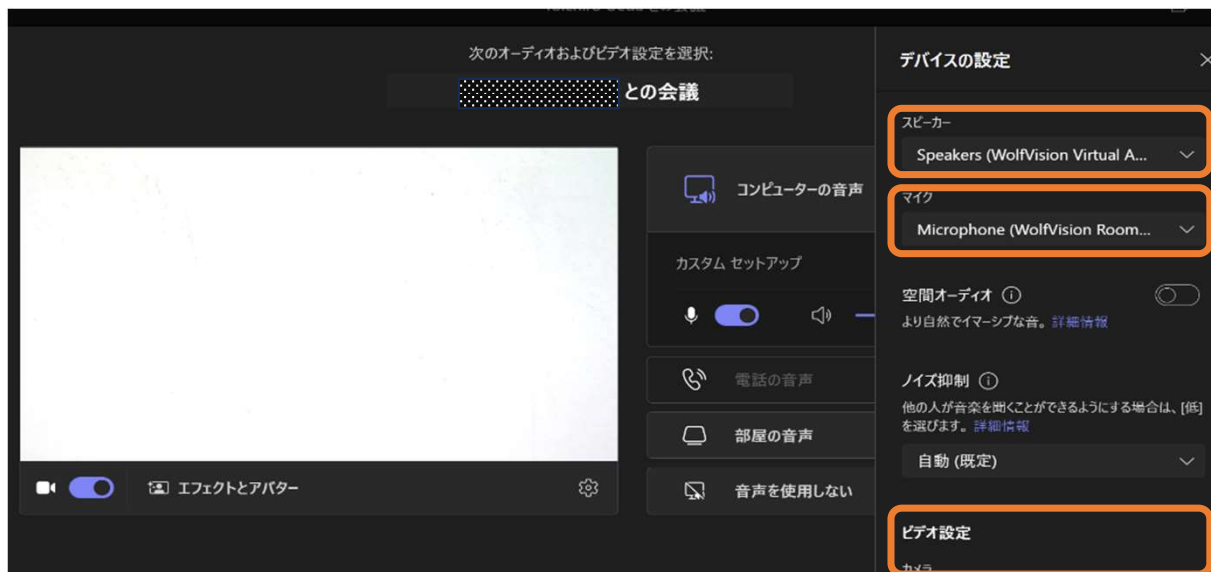 次のオーディオおよびビデオ設定を選択:
との会議
コンピューターの音声
カスタム セットアップ
電話の音声
部屋の音声
音声を使用しない
エフェクトとアバター
デバイスの設定
スピーカー
Speakers (WolfVision Virtual A...
マイク
Microphone (WolfVision Room...
空間オーディオ
より自然でイマーシブな音。詳細情報
ノイズ抑制
他の人が音楽を聞くことができるようにする場合は、[低]
を選びます。詳細情報
自動 (既定)
ビデオ設定
カメラ